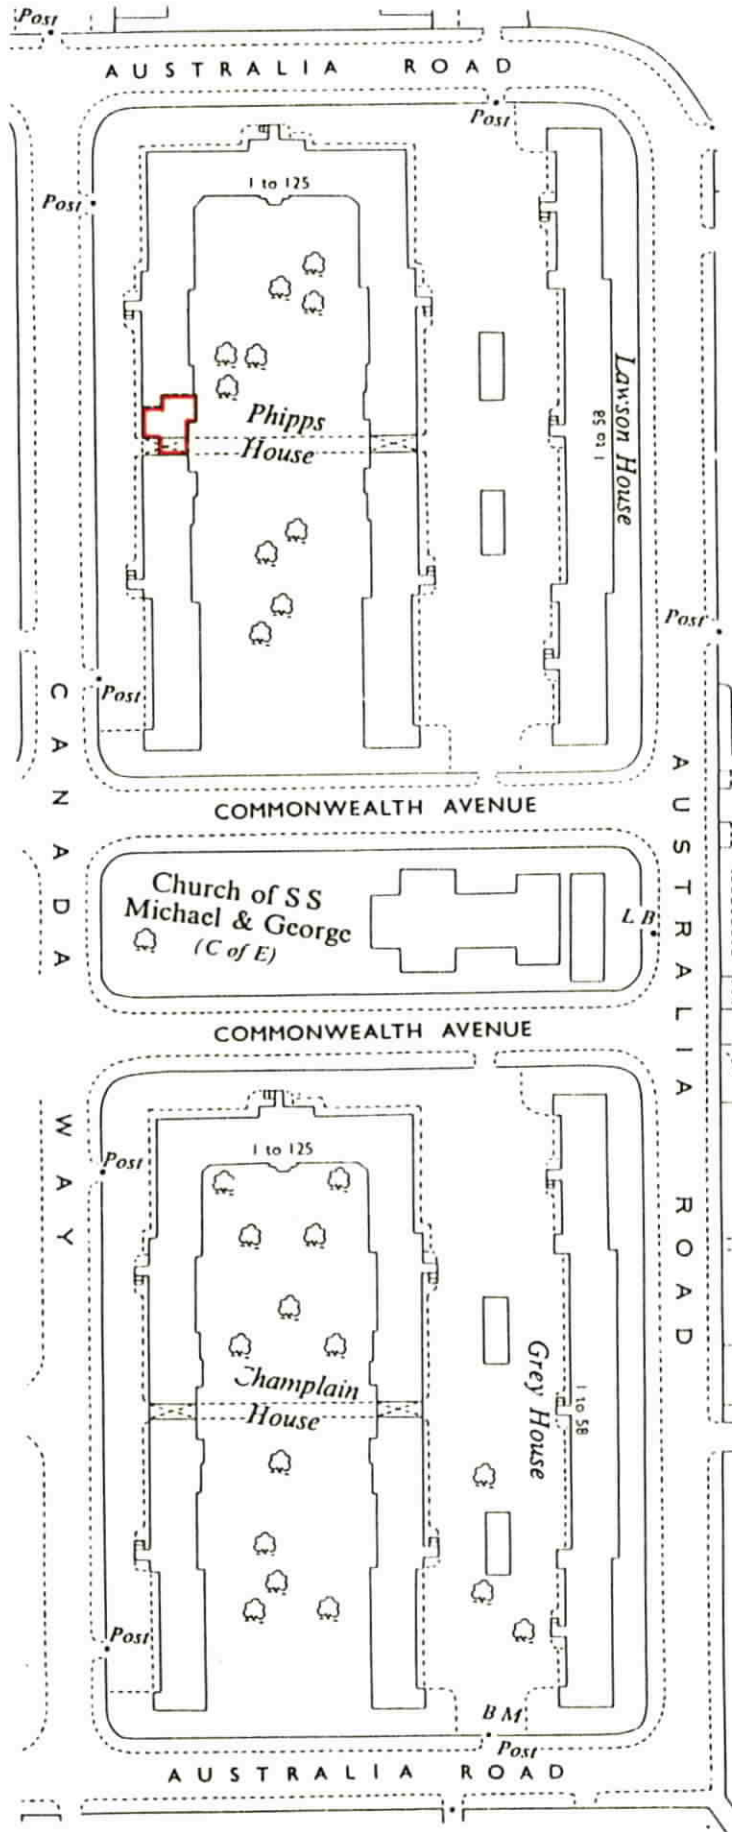 Post
AUSTRALIA ROAD
Post
1 to 125
Post
Lawson House
1 to 58
Phipps
House
Post
Post
CANADA WAY
AUSTRALIA ROAD
COMMONWEALTH AVENUE
Church of SS
Michael & George
(C of E)
L B
COMMONWEALTH AVENUE
1 to 125
Post
Champlain
House
Grey House
1 to 58
Post
B M
Post
AUSTRALIA ROAD